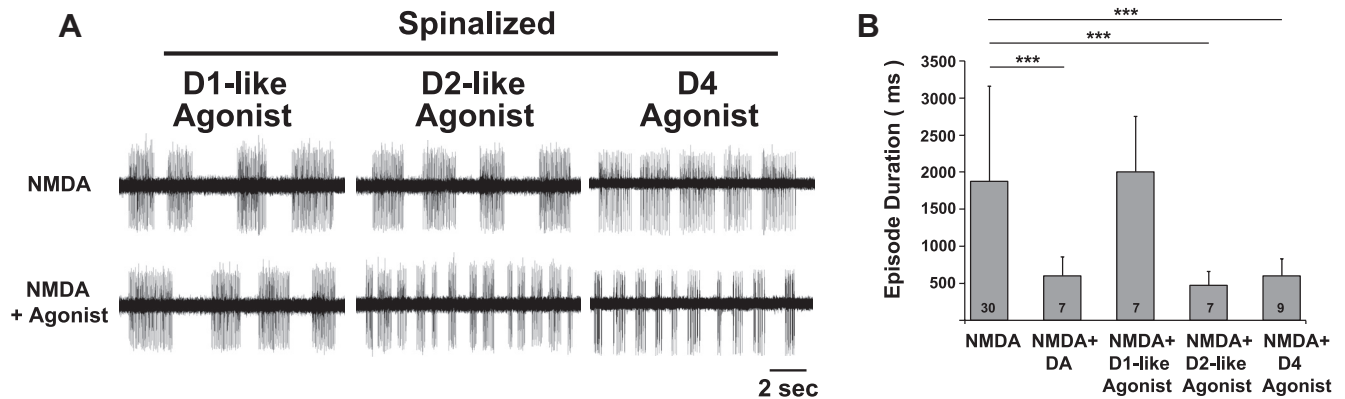 A
Spinalized
D1-like
Agonist
D2-like
Agonist
D4
Agonist
NMDA
NMDA
+ Agonist
2 sec
B
***
***
***
Episode Duration ( ms )
3500
3000
2500
2000
1500
1000
500
30
7
7
7
9
NMDA
NMDA+
DA
NMDA+
D1-like
Agonist
NMDA+
D2-like
Agonist
NMDA+
D4
Agonist